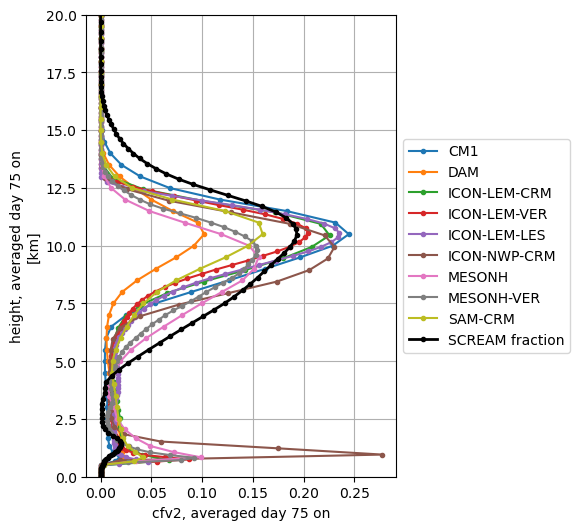 20.0
17.5
15.0
12.5
10.0
7.5
5.0
2.5
0.0
height, averaged day 75 on
[km]
0.00
0.05
0.10
0.15
0.20
0.25
cfv2, averaged day 75 on
CM1
DAM
ICON-LEM-CRM
ICON-LEM-VER
ICON-LEM-LES
ICON-NWP-CRM
MESONH
MESONH-VER
SAM-CRM
SCREAM fraction